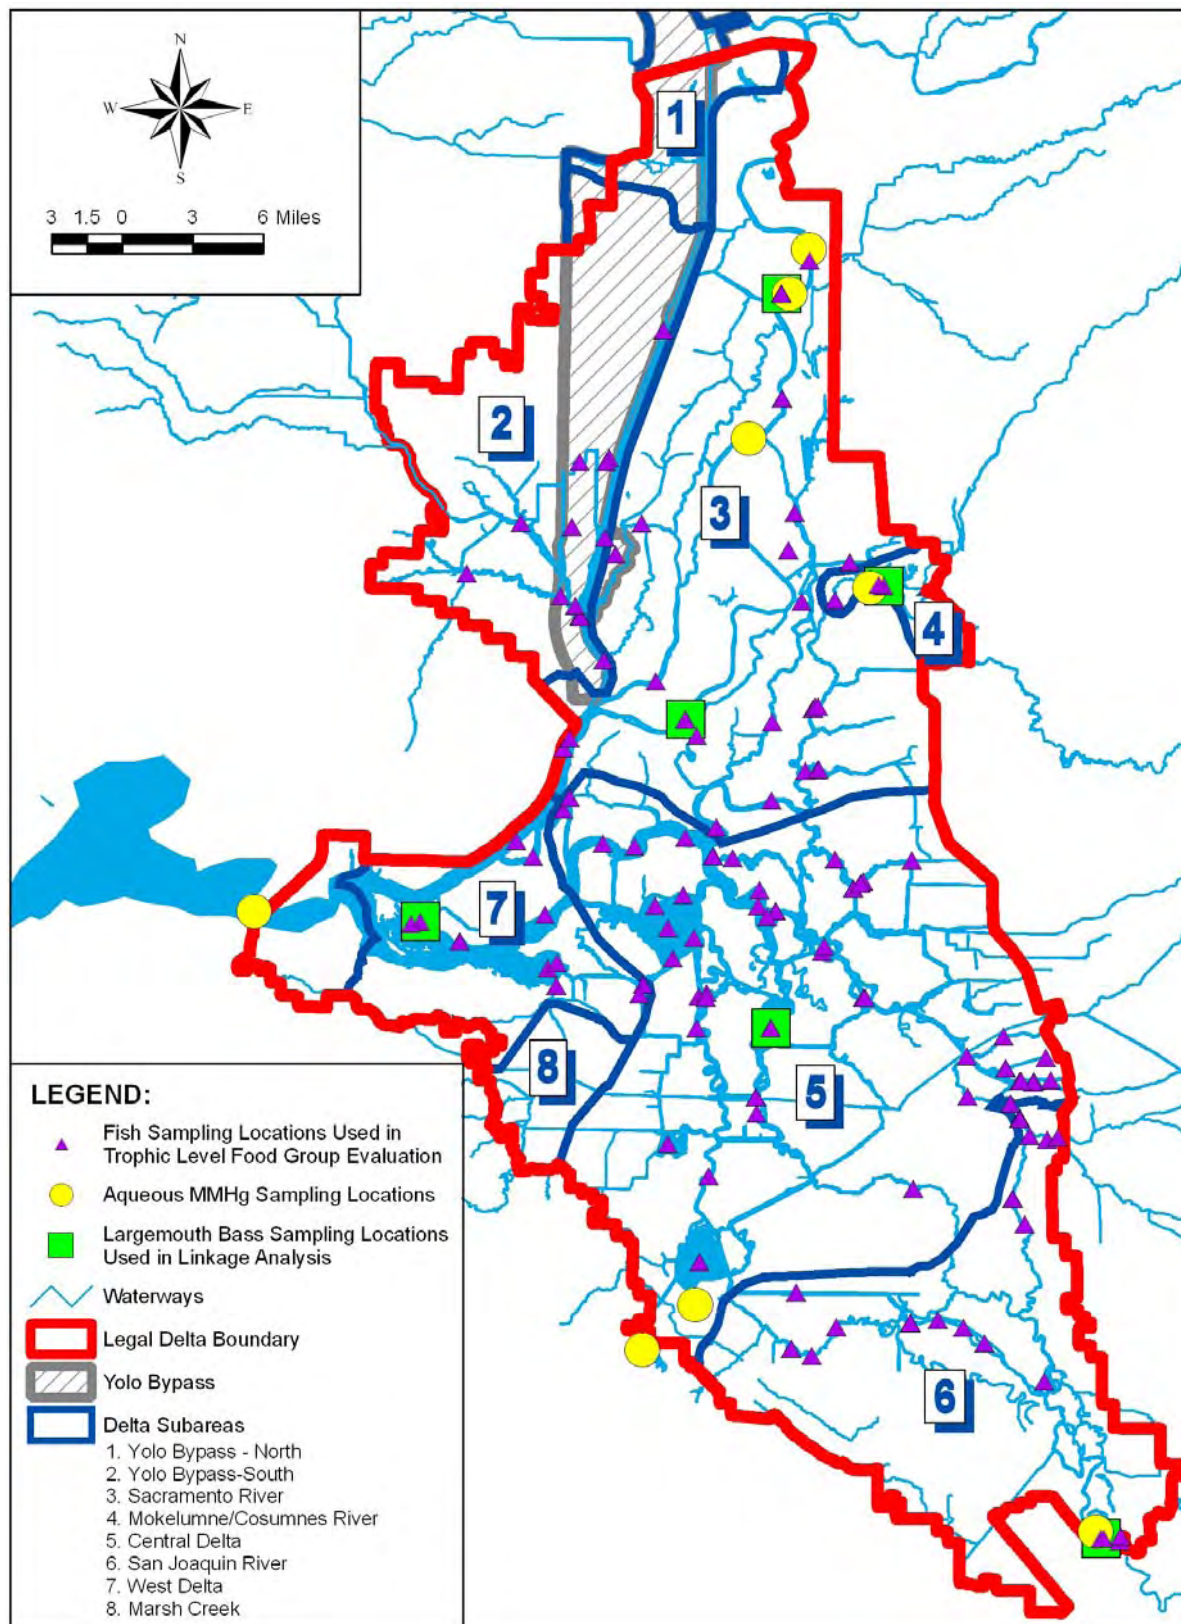 N
W E
S
3 1.5 0 3 6 Miles
1
2
3
4
7
8
5
6
LEGEND:
Fish Sampling Locations Used in
Trophic Level Food Group Evaluation
Aqueous MMHg Sampling Locations
Largemouth Bass Sampling Locations
Used in Linkage Analysis
Waterways
Legal Delta Boundary
Yolo Bypass
Delta Subareas
1. Yolo Bypass - North
2. Yolo Bypass-South
3. Sacramento River
4. Mokelumne/Cosumnes River
5. Central Delta
6. San Joaquin River
7. West Delta
8. Marsh Creek